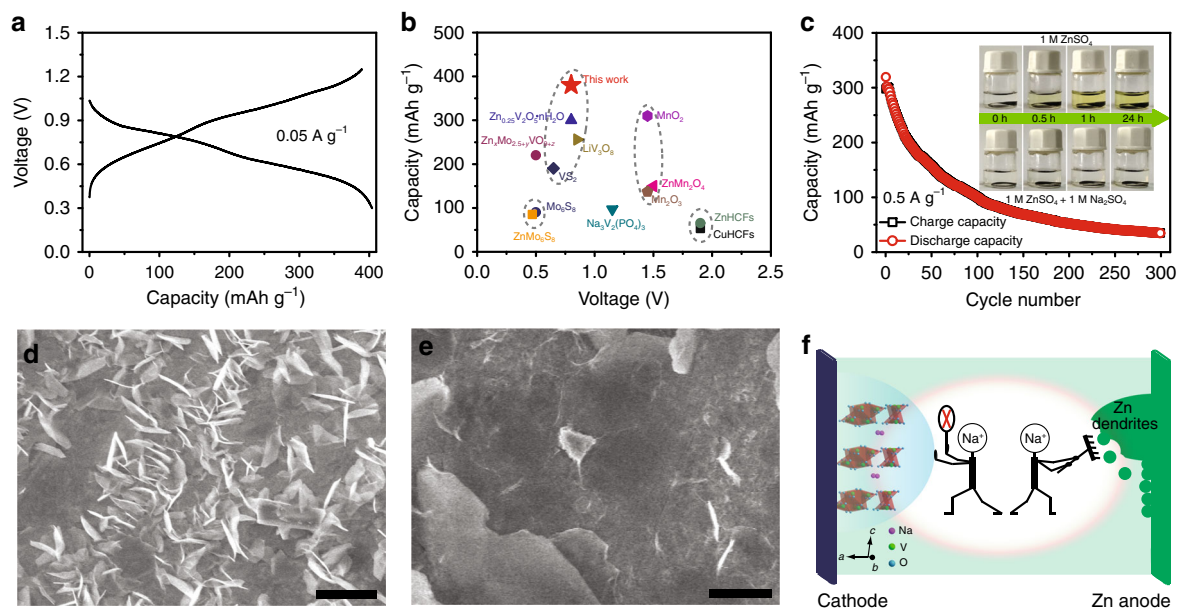 a
Voltage (V)
1.5
1.2
0.9
0.6
0.3
0.0
0.05 A g⁻¹
0
100
200
300
400
Capacity (mAh g⁻¹)
b
Capacity (mAh g⁻¹)
500
400
300
200
100
0
This work
Zn₀.₂₅V₂O₅•nH₂O
MnO₂
LiV₃O₈
VS₂
ZnMn₂O₄
Mn₂O₃
Mo₆S₈
ZnMo₆S₈
Na₃V₂(PO₄)₃
ZnHCFs
CuHCFs
0.0
0.5
1.0
1.5
2.0
2.5
Voltage (V)
c
Capacity (mAh g⁻¹)
400
300
200
100
0
1 M ZnSO₄
0 h
0.5 h
1 h
24 h
1 M ZnSO₄ + 1 M Na₂SO₄
0.5 A g⁻¹
Charge capacity
Discharge capacity
0
50
100
150
200
250
300
Cycle number
d
e
f
Zn
dendrites
Na⁺
Na⁺
c
a
b
Na
V
O
Cathode
Zn anode